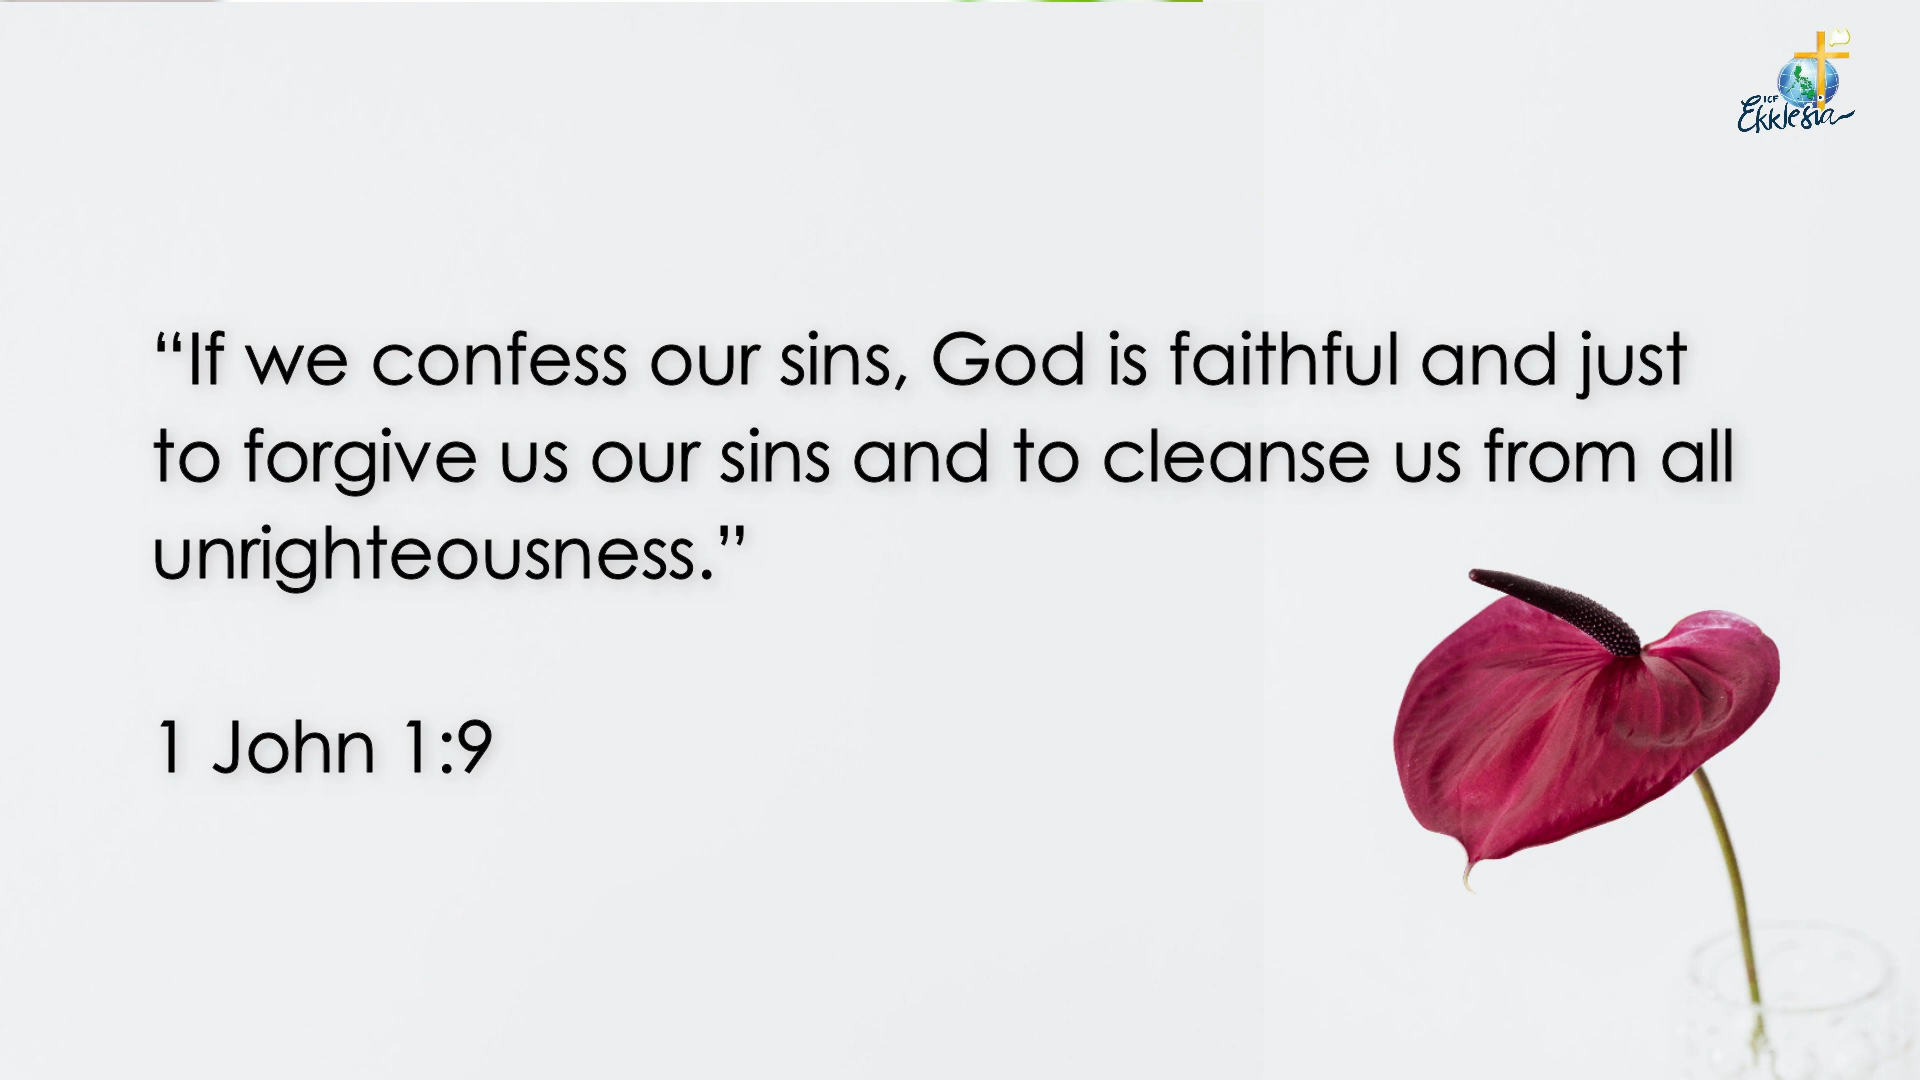 ICF
Ekklesia
“If we confess our sins, God is faithful and just
to forgive us our sins and to cleanse us from all
unrighteousness.”
1 John 1:9